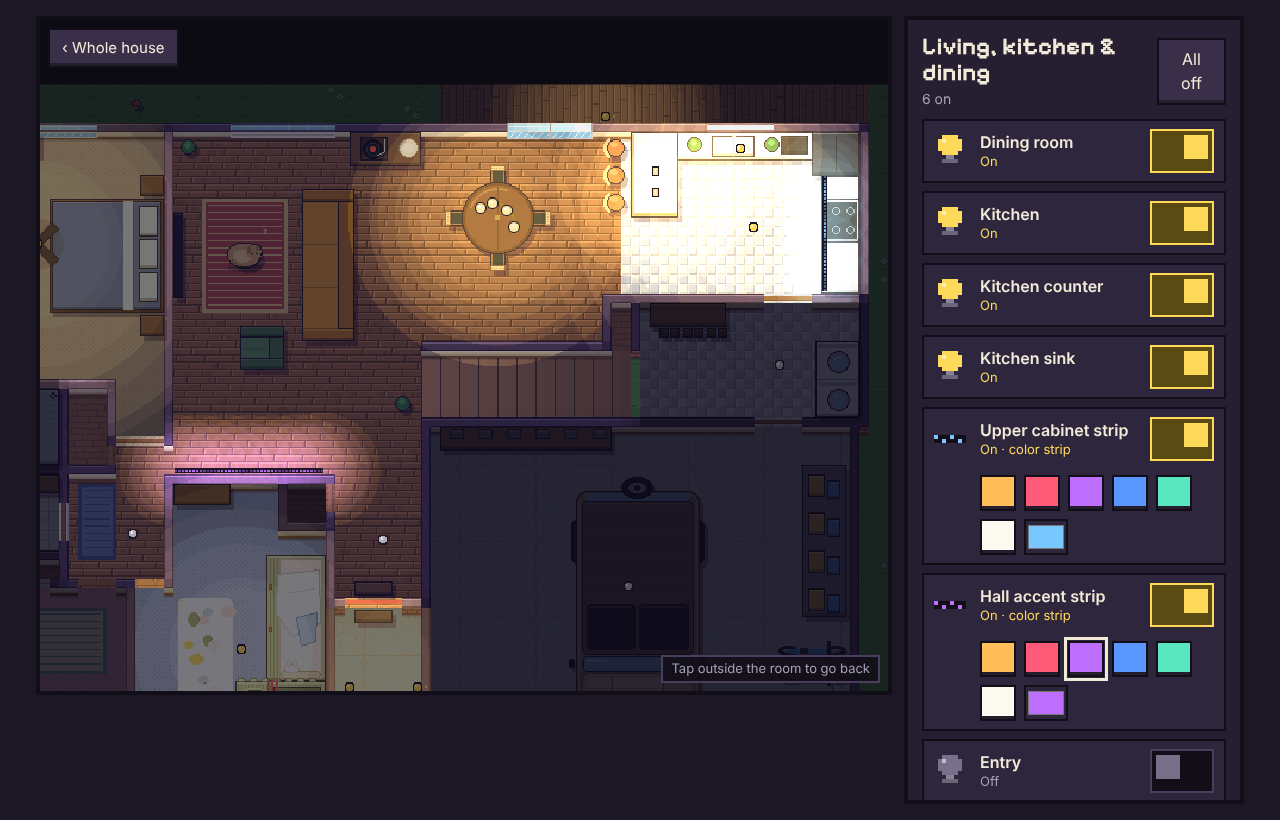 ‹ Whole house
Tap outside the room to go back
Living, kitchen &
dining
6 on
All
off
Dining room
On
Kitchen
On
Kitchen counter
On
Kitchen sink
On
Upper cabinet strip
On · color strip
Hall accent strip
On · color strip
Entry
Off